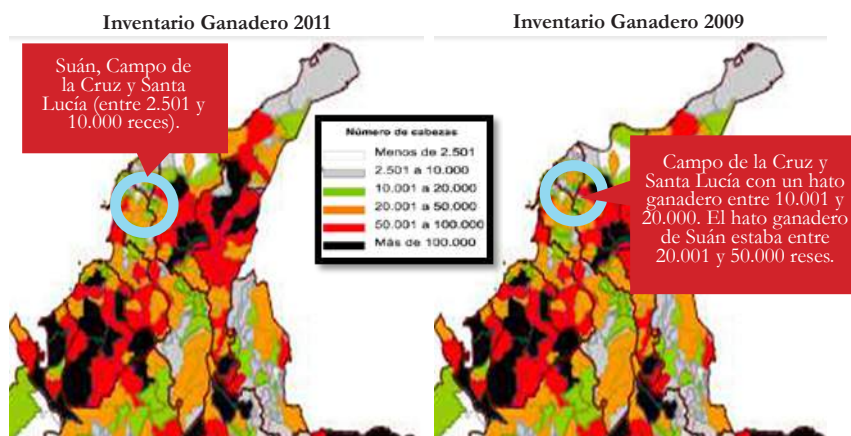 Inventario Ganadero 2011
Inventario Ganadero 2009
Suán, Campo de
la Cruz y Santa
Lucía (entre 2.501 y
10.000 reces).
Número de cabezas
Menos de 2.501
2.501 a 10.000
10.001 a 20.000
20.001 a 50.000
50.001 a 100.000
Más de 100.000
Campo de la Cruz y
Santa Lucía con un hato
ganadero entre 10.001 y
20.000. El hato ganadero
de Suán estaba entre
20.001 y 50.000 reses.